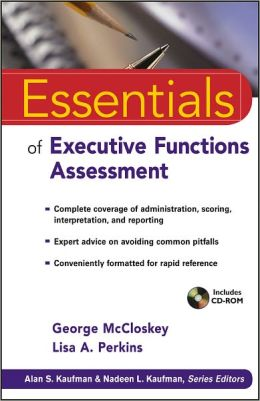 Essentials
of Executive Functions
Assessment
▪ Complete coverage of administration, scoring,
interpretation, and reporting
▪ Expert advice on avoiding common pitfalls
▪ Conveniently formatted for rapid reference
Includes
CD-ROM
George McCloskey
Lisa A. Perkins
Alan S. Kaufman & Nadeen L. Kaufman, Series Editors